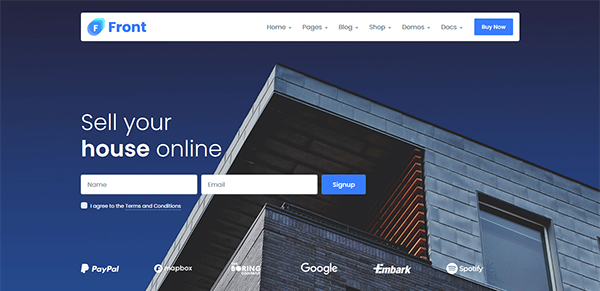 F Front
Home Pages Blog Shop Demos Docs Buy Now
Sell your
house online
Name Email Signup
I agree to the Terms and Conditions
PayPal mapbox THE BORING COMPANY Google Embark Spotify